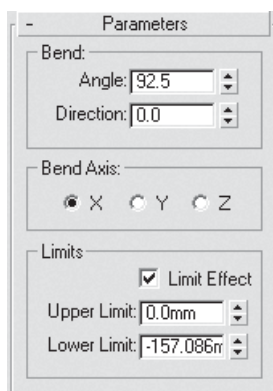 - Parameters
Bend:
Angle: 92.5
Direction: 0.0
Bend Axis:
X Y Z
Limits
Limit Effect
Upper Limit: 0.0mm
Lower Limit: -157.086m